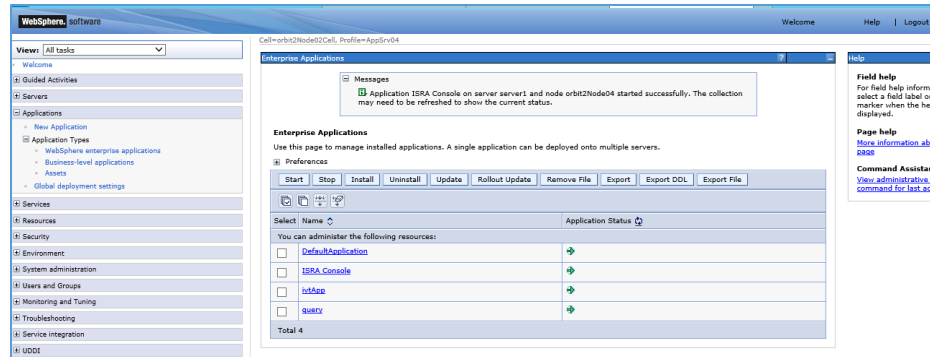 WebSphere. software
Welcome Help | Logout
View: All tasks
Welcome
Guided Activities
Servers
Applications
New Application
Application Types
WebSphere enterprise applications
Business-level applications
Assets
Global deployment settings
Services
Resources
Security
Environment
System administration
Users and Groups
Monitoring and Tuning
Troubleshooting
Service integration
UDDI
Cell=orbit2Node02Cell, Profile=AppSrv04
Enterprise Applications ?
Messages
Application ISRA Console on server server1 and node orbit2Node04 started successfully. The collection
may need to be refreshed to show the current status.
Enterprise Applications
Use this page to manage installed applications. A single application can be deployed onto multiple servers.
Preferences
Start Stop Install Uninstall Update Rollout Update Remove File Export Export DDL Export File
Select Name Application Status
You can administer the following resources:
DefaultApplication
ISRA Console
ivtApp
query
Total 4
Help
Field help
For field help inform
select a field label o
marker when the he
displayed.
Page help
More information ab
page
Command Assistan
View administrative
command for last ac